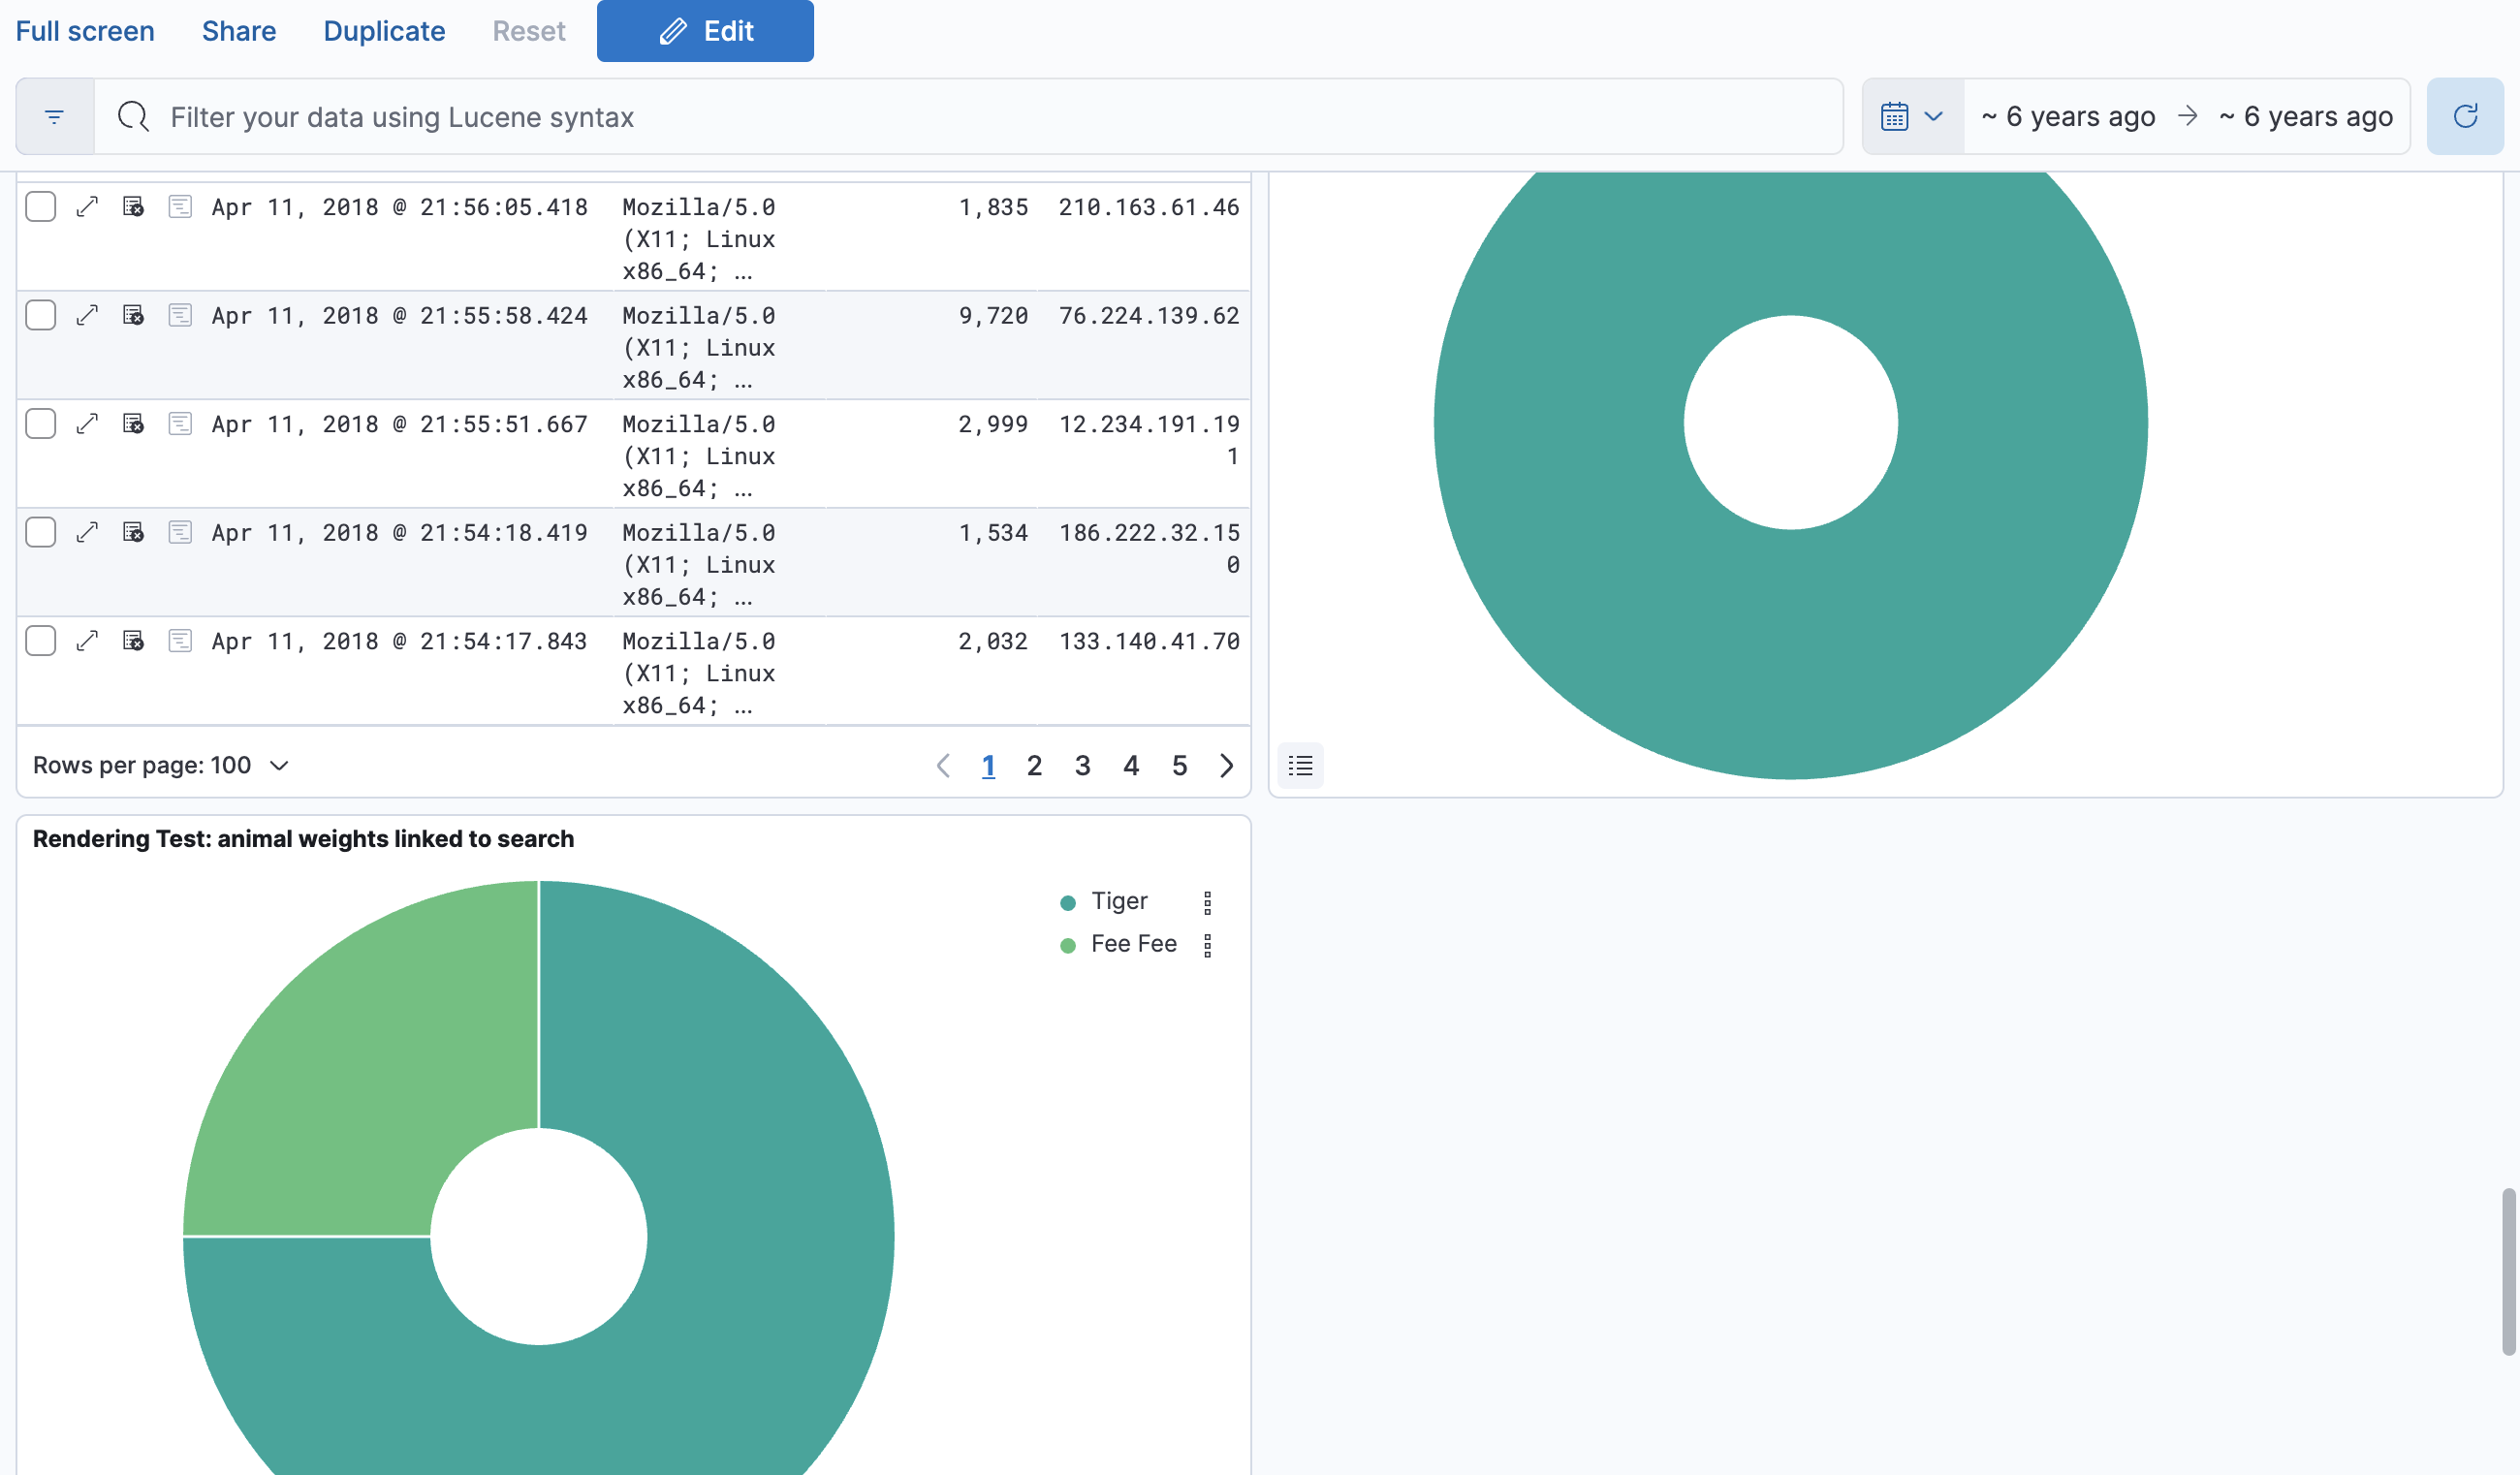 Full screen Share Duplicate Reset Edit
Filter your data using Lucene syntax
~ 6 years ago → ~ 6 years ago
Apr 11, 2018 @ 21:56:05.418 Mozilla/5.0 1,835 210.163.61.46
(X11; Linux
x86_64; …
Apr 11, 2018 @ 21:55:58.424 Mozilla/5.0 9,720 76.224.139.62
(X11; Linux
x86_64; …
Apr 11, 2018 @ 21:55:51.667 Mozilla/5.0 2,999 12.234.191.19
(X11; Linux 1
x86_64; …
Apr 11, 2018 @ 21:54:18.419 Mozilla/5.0 1,534 186.222.32.15
(X11; Linux 0
x86_64; …
Apr 11, 2018 @ 21:54:17.843 Mozilla/5.0 2,032 133.140.41.70
(X11; Linux
x86_64; …
Rows per page: 100 1 2 3 4 5
Rendering Test: animal weights linked to search
Tiger
Fee Fee